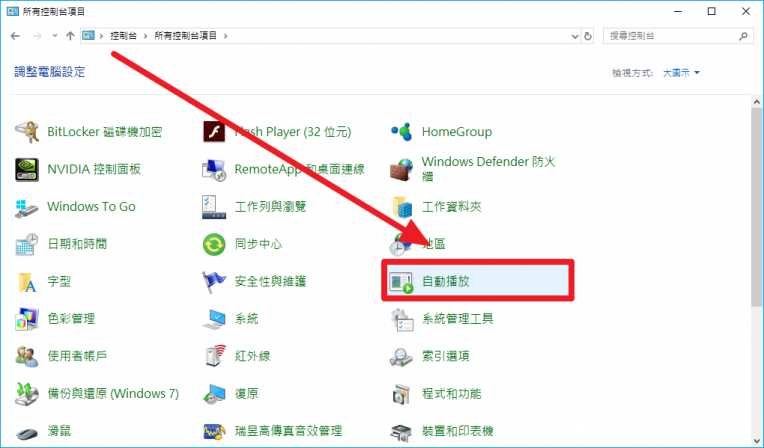 所有控制台項目
控制台 所有控制台項目
搜尋控制台
調整電腦設定
檢視方式: 大圖示
BitLocker 磁碟機加密
Flash Player (32 位元)
HomeGroup
NVIDIA 控制面板
RemoteApp 和桌面連線
Windows Defender 防火
牆
Windows To Go
工作列與瀏覽
工作資料夾
日期和時間
同步中心
地區
字型
安全性與維護
自動播放
色彩管理
系統
系統管理工具
使用者帳戶
紅外線
索引選項
備份與還原 (Windows 7)
復原
程式和功能
滑鼠
瑞昱高傳真音效管理
裝置和印表機